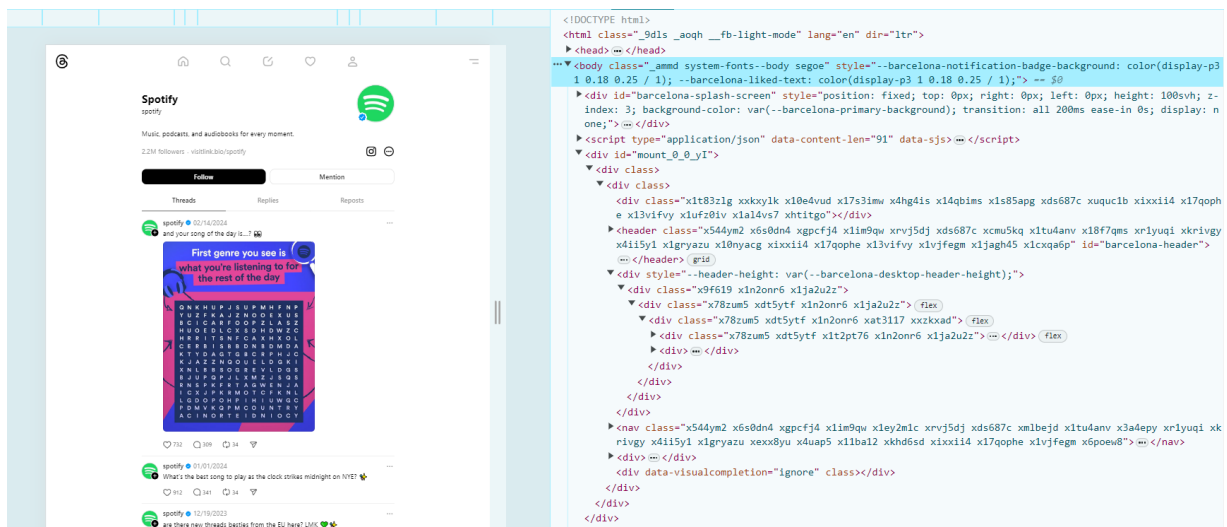 Spotify
spotify
Music, podcasts, and audiobooks for every moment.
2.2M followers · visitlink.bio/spotify
Follow
Mention
Threads
Replies
Reposts
spotify 02/14/2024
and your song of the day is...? 👀
First genre you see is
what you're listening to for
the rest of the day
732 309 34
spotify 01/01/2024
What's the best song to play as the clock strikes midnight on NYE?
912 341 34
spotify 12/19/2023
are there new threads besties from the EU here? LMK 💚
<!DOCTYPE html>
<html class="_9dls _aoqh __fb-light-mode" lang="en" dir="ltr">
<head> … </head>
<body class="_ammd system-fonts--body segoe" style="--barcelona-notification-badge-background: color(display-p3
1 0.18 0.25 / 1); --barcelona-liked-text: color(display-p3 1 0.18 0.25 / 1);"> == $0
<div id="barcelona-splash-screen" style="position: fixed; top: 0px; right: 0px; left: 0px; height: 100svh; z-
index: 3; background-color: var(--barcelona-primary-background); transition: all 200ms ease-in 0s; display: n
one;"> … </div>
<script type="application/json" data-content-len="91" data-sjs> … </script>
<div id="mount_0_0_yI">
<div class>
<div class>
<div class="x1t83zlg xxkxylk x10e4vud x17s3imw x4hg4is x14qbims x1s85apg xds687c xuquc1b xixxii4 x17qoph
e x13vifvy x1ufz0iv x1al4vs7 xhtitgo"></div>
<header class="x544ym2 x6s0dn4 xgpcfj4 x1im9qw xrvj5dj xds687c xcmu5kq x1tu4anv x18f7qms xr1yuqi xkrivgy
x4ii5y1 x1gryazu x10nyacg xixxii4 x17qophe x13vifvy x1vjfegm x1jagh45 x1cxqa6p" id="barcelona-header">
… </header> grid
<div style="--header-height: var(--barcelona-desktop-header-height);">
<div class="x9f619 x1n2onr6 x1ja2u2z">
<div class="x78zum5 xdt5ytf x1n2onr6 x1ja2u2z"> flex
<div class="x78zum5 xdt5ytf x1n2onr6 xat3117 xxzkxad"> flex
<div class="x78zum5 xdt5ytf x1t2pt76 x1n2onr6 x1ja2u2z"> … </div> flex
<div> … </div>
</div>
</div>
</div>
</div>
<nav class="x544ym2 x6s0dn4 xgpcfj4 x1im9qw x1ey2m1c xrvj5dj xds687c xmlbejd x1tu4anv x3a4epy xr1yuqi xk
rivgy x4ii5y1 x1gryazu xexx8yu x4uap5 x11ba12 xkhd6sd xixxii4 x17qophe x1vjfegm x6poew8"> … </nav>
<div> … </div>
<div data-visualcompletion="ignore" class></div>
</div>
</div>
</div>